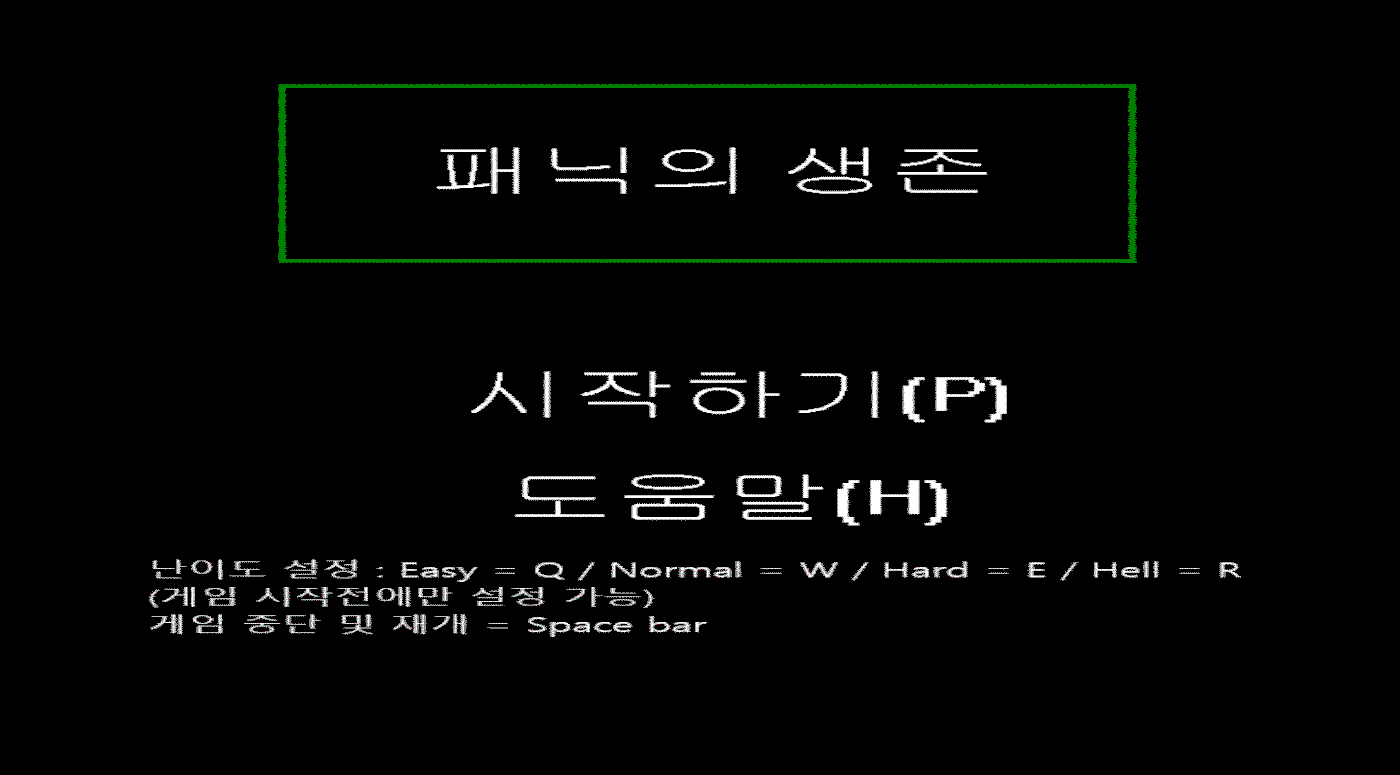 패닉의 생존
시작하기(P)
도움말(H)
난이도 설정 : Easy = Q / Normal = W / Hard = E / Hell = R
(게임 시작전에만 설정 가능)
게임 중단 및 재개 = Space bar